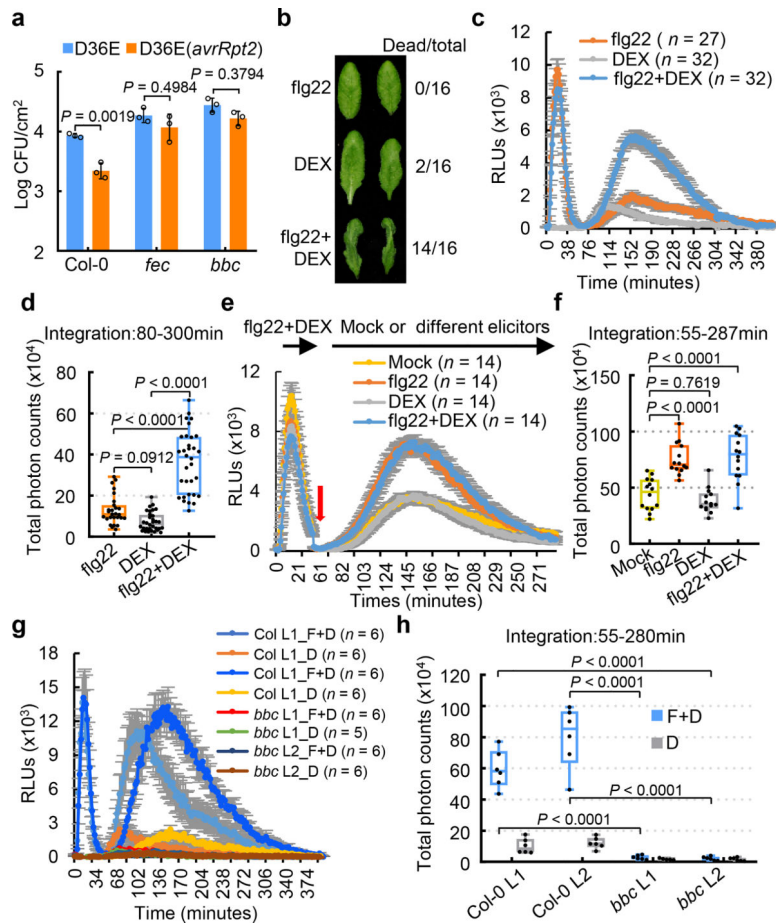 a
D36E D36E(avrRpt2)
P = 0.0019
P = 0.4984
P = 0.3794
Log CFU/cm2
5
4
3
2
Col-0 fec bbc
b
Dead/total
flg22 0/16
DEX 2/16
flg22+
DEX 14/16
c
flg22 ( n = 27)
DEX (n = 32)
flg22+DEX (n = 32)
RLUs (x10³)
12
10
8
6
4
2
0
0 38 76 114 152 190 228 266 304 342 380
Time (minutes)
d
Integration:80-300min
Total photon counts (x10⁴)
80
60
40
20
0
P < 0.0001
P < 0.0001
P = 0.0912
flg22 DEX flg22+DEX
e
flg22+DEX Mock or different elicitors
Mock (n = 14)
flg22 (n = 14)
DEX (n = 14)
flg22+DEX (n = 14)
RLUs (x10³)
12
9
6
3
0
0 21 61 82 103 124 145 166 187 208 229 250 271
Times (minutes)
f
Integration:55-287min
Total photon counts (x10⁴)
150
100
50
0
P < 0.0001
P = 0.7619
P < 0.0001
Mock flg22 DEX flg22+DEX
g
Col L1_F+D (n = 6)
Col L1_D (n = 6)
Col L1_F+D (n = 6)
Col L1_D (n = 6)
bbc L1_F+D (n = 6)
bbc L1_D (n = 5)
bbc L2_F+D (n = 6)
bbc L2_D (n = 6)
RLUs (x10³)
18
15
12
9
6
3
0
0 34 68 102 136 170 204 238 272 306 340 374
Time (minutes)
h
Integration:55-280min
Total photon counts (x10⁴)
120
100
80
60
40
20
0
P < 0.0001
P < 0.0001
F+D
D
P < 0.0001
P < 0.0001
Col-0 L1 Col-0 L2 bbc L1 bbc L2